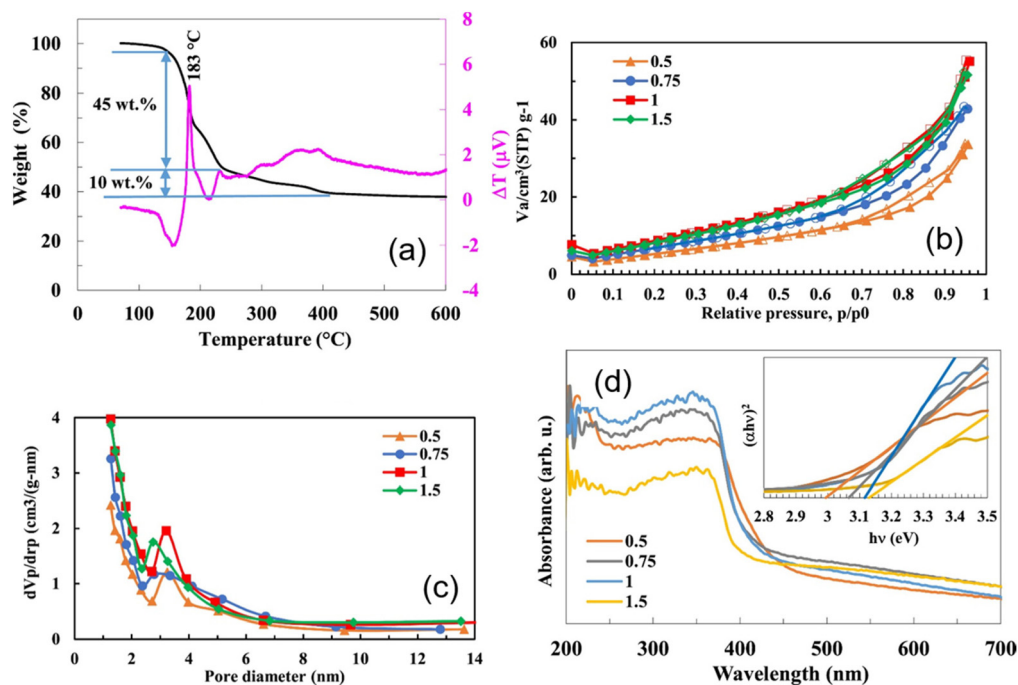 8
6
4
2
0
-2
-4
ΔT (μV)
100
80
60
40
20
0
Weight (%)
45 wt.%
10 wt.%
183 °C
(a)
0 100 200 300 400 500 600
Temperature (°C)
60
40
20
0
Va/cm³(STP) g-1
0.5
0.75
1
1.5
(b)
0 0.1 0.2 0.3 0.4 0.5 0.6 0.7 0.8 0.9 1
Relative pressure, p/p0
4
3
2
1
0
dVp/drp (cm3/(g-nm)
0.5
0.75
1
1.5
(c)
0 2 4 6 8 10 12 14
Pore diameter (nm)
(d)
Absorbance (arb. u.)
0.5
0.75
1
1.5
(αhν)²
2.8 2.9 3.0 3.1 3.2 3.3 3.4 3.5
hν (eV)
200 300 400 500 600 700
Wavelength (nm)